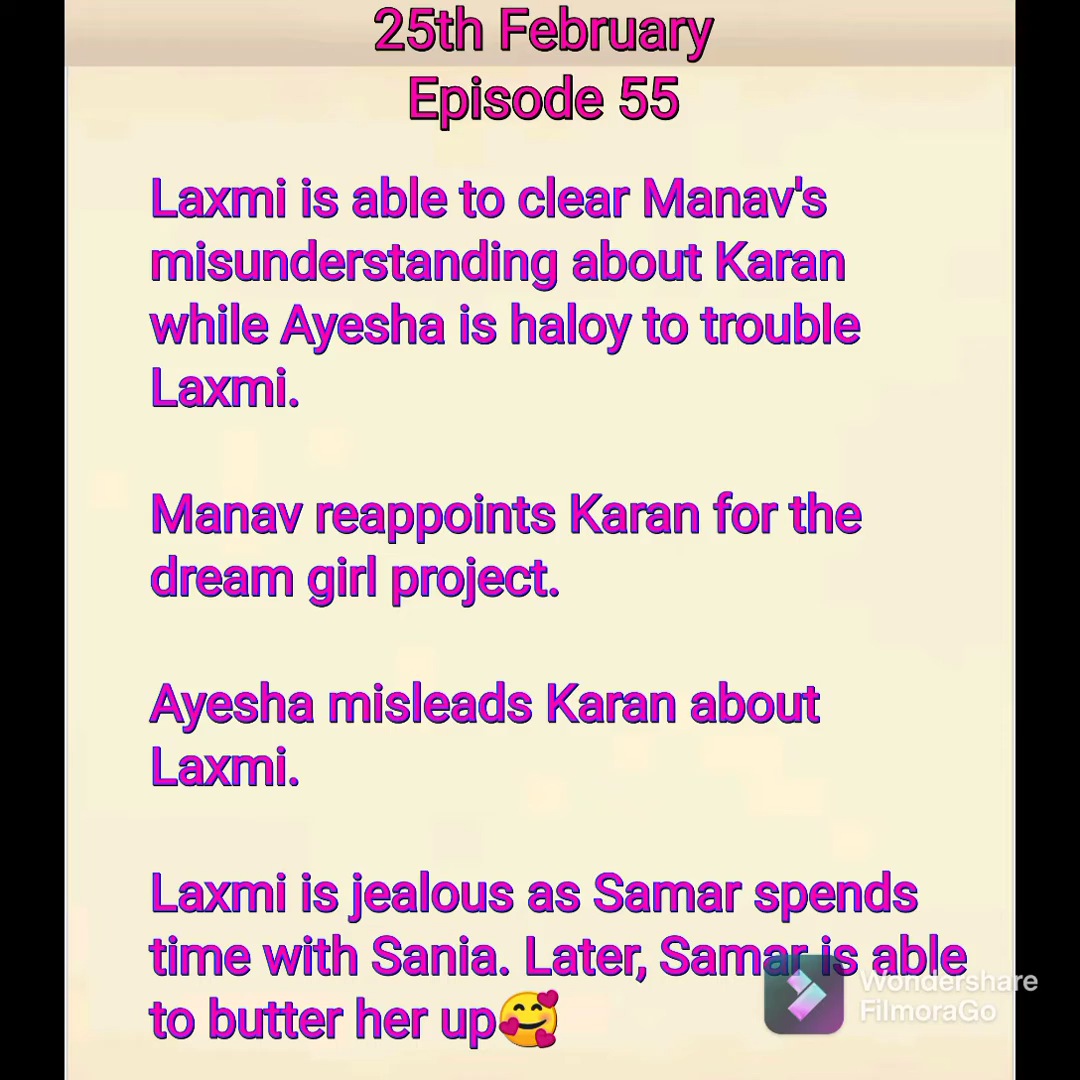 25th February
Episode 55
Laxmi is able to clear Manav's
misunderstanding about Karan
while Ayesha is haloy to trouble
Laxmi.
Manav reappoints Karan for the
dream girl project.
Ayesha misleads Karan about
Laxmi.
Laxmi is jealous as Samar spends
time with Sania. Later, Samar is able
to butter her up🥰
Wondershare
FilmoraGo